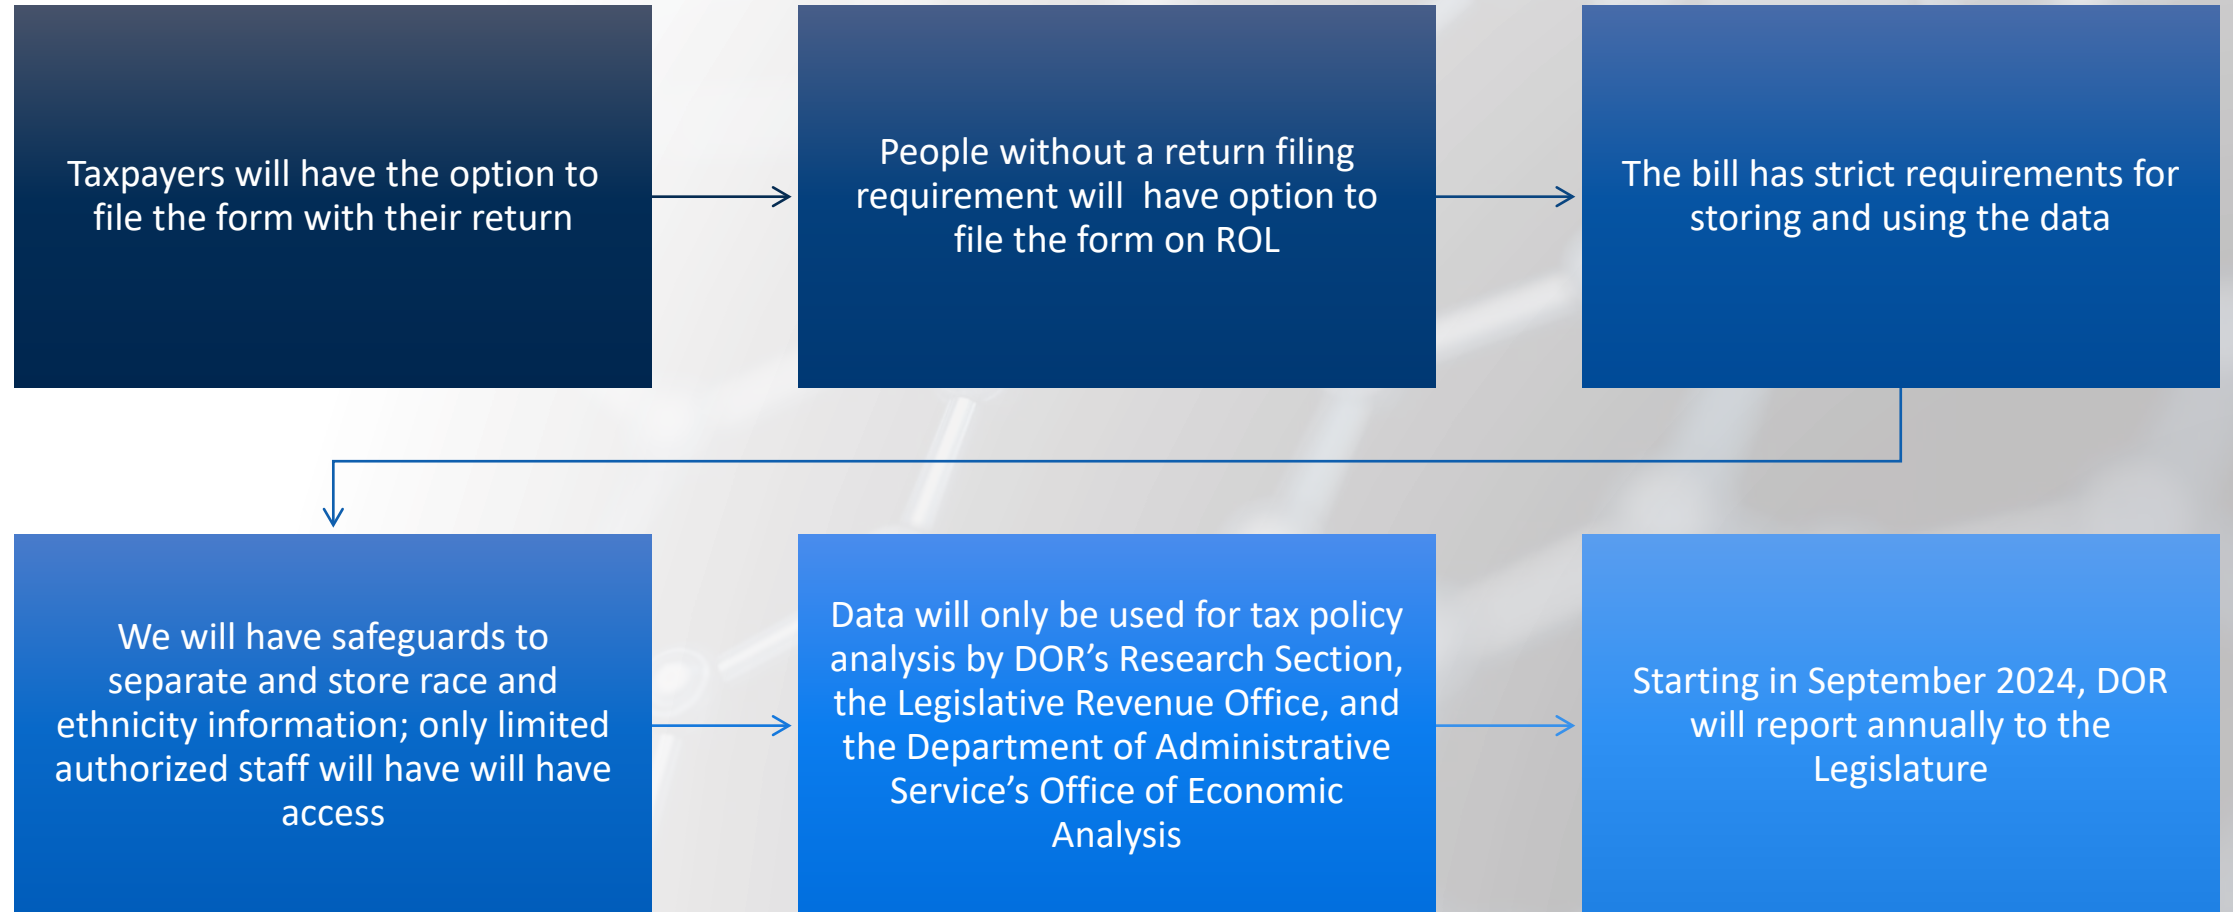 Taxpayers will have the option to
file the form with their return
People without a return filing
requirement will  have option to
file the form on ROL
The bill has strict requirements for
storing and using the data
We will have safeguards to
separate and store race and
ethnicity information; only limited
authorized staff will have will have
access
Data will only be used for tax policy
analysis by DOR’s Research Section,
the Legislative Revenue Office, and
the Department of Administrative
Service’s Office of Economic
Analysis
Starting in September 2024, DOR
will report annually to the
Legislature